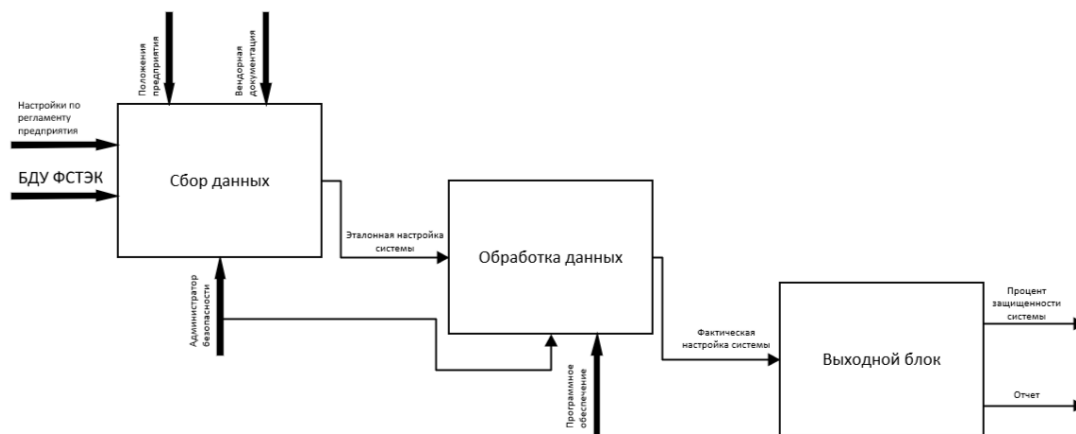 Положения
предприятия
Вендорная
документация
Настройки по
регламенту
предприятия
БДУ ФСТЭК
Сбор данных
Эталонная настройка
системы
Обработка данных
Администратор
безопасности
Программное
обеспечение
Фактическая
настройка системы
Выходной блок
Процент
защищенности
системы
Отчет